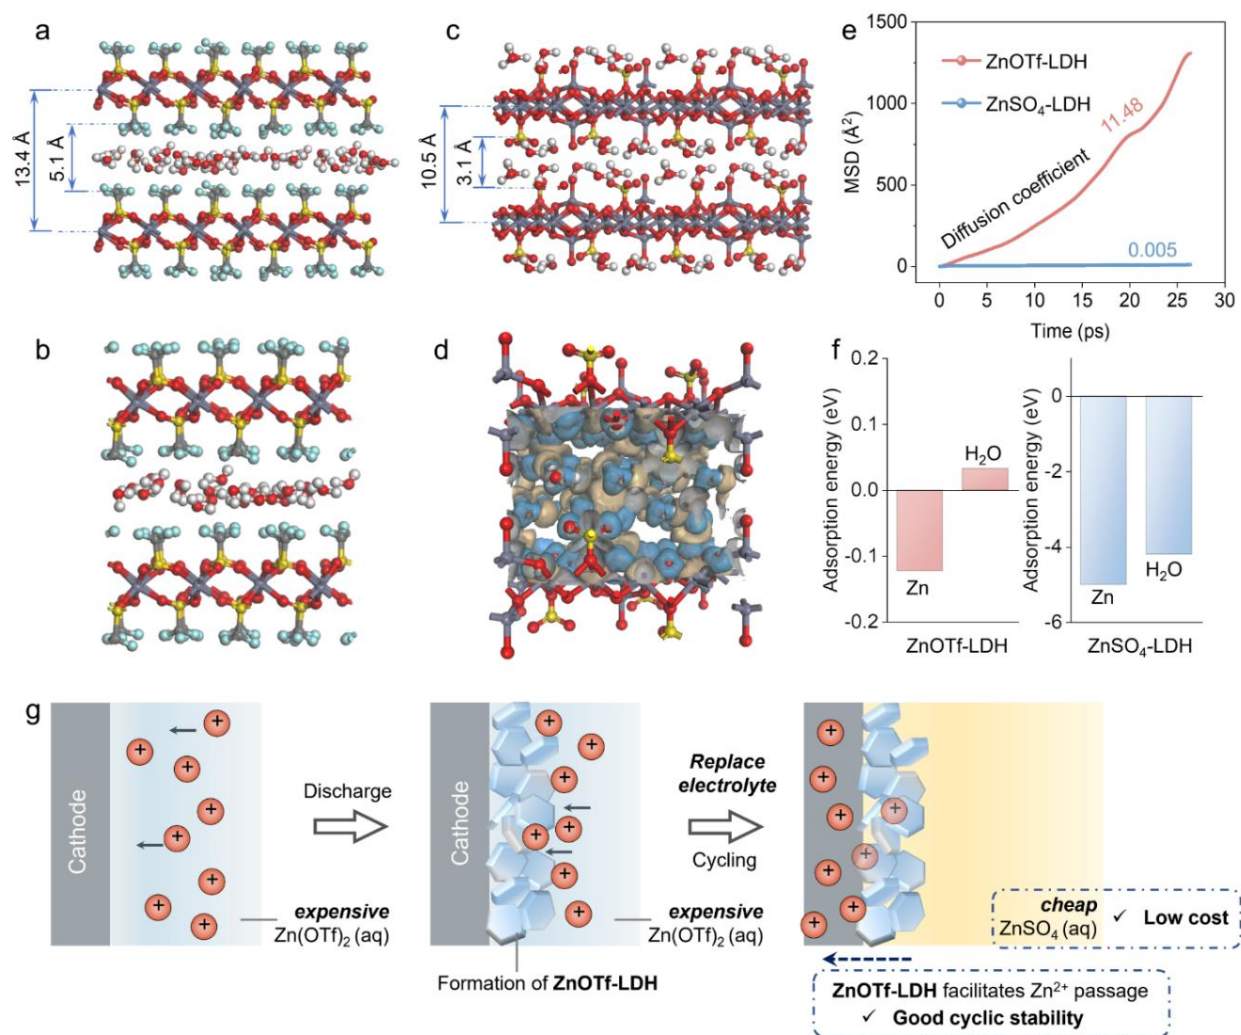 a
13.4 Å
5.1 Å
c
10.5 Å
3.1 Å
e
1500
1000
500
0
MSD (Å²)
ZnOTf-LDH
ZnSO₄-LDH
11.48
Diffusion coefficient
0.005
0 5 10 15 20 25 30
Time (ps)
b
d
f
0.2
0.1
0.0
-0.1
-0.2
Adsorption energy (eV)
H₂O
Zn
ZnOTf-LDH
0
-2
-4
-6
Adsorption energy (eV)
Zn
H₂O
ZnSO₄-LDH
g
Cathode
+ + + + + + + +
expensive
Zn(OTf)₂ (aq)
Discharge
Cathode
+ + + + + + + +
expensive
Zn(OTf)₂ (aq)
Formation of ZnOTf-LDH
Replace
electrolyte
Cycling
+ + + + + + + +
cheap
ZnSO₄ (aq)
✓ Low cost
ZnOTf-LDH facilitates Zn²⁺ passage
✓ Good cyclic stability